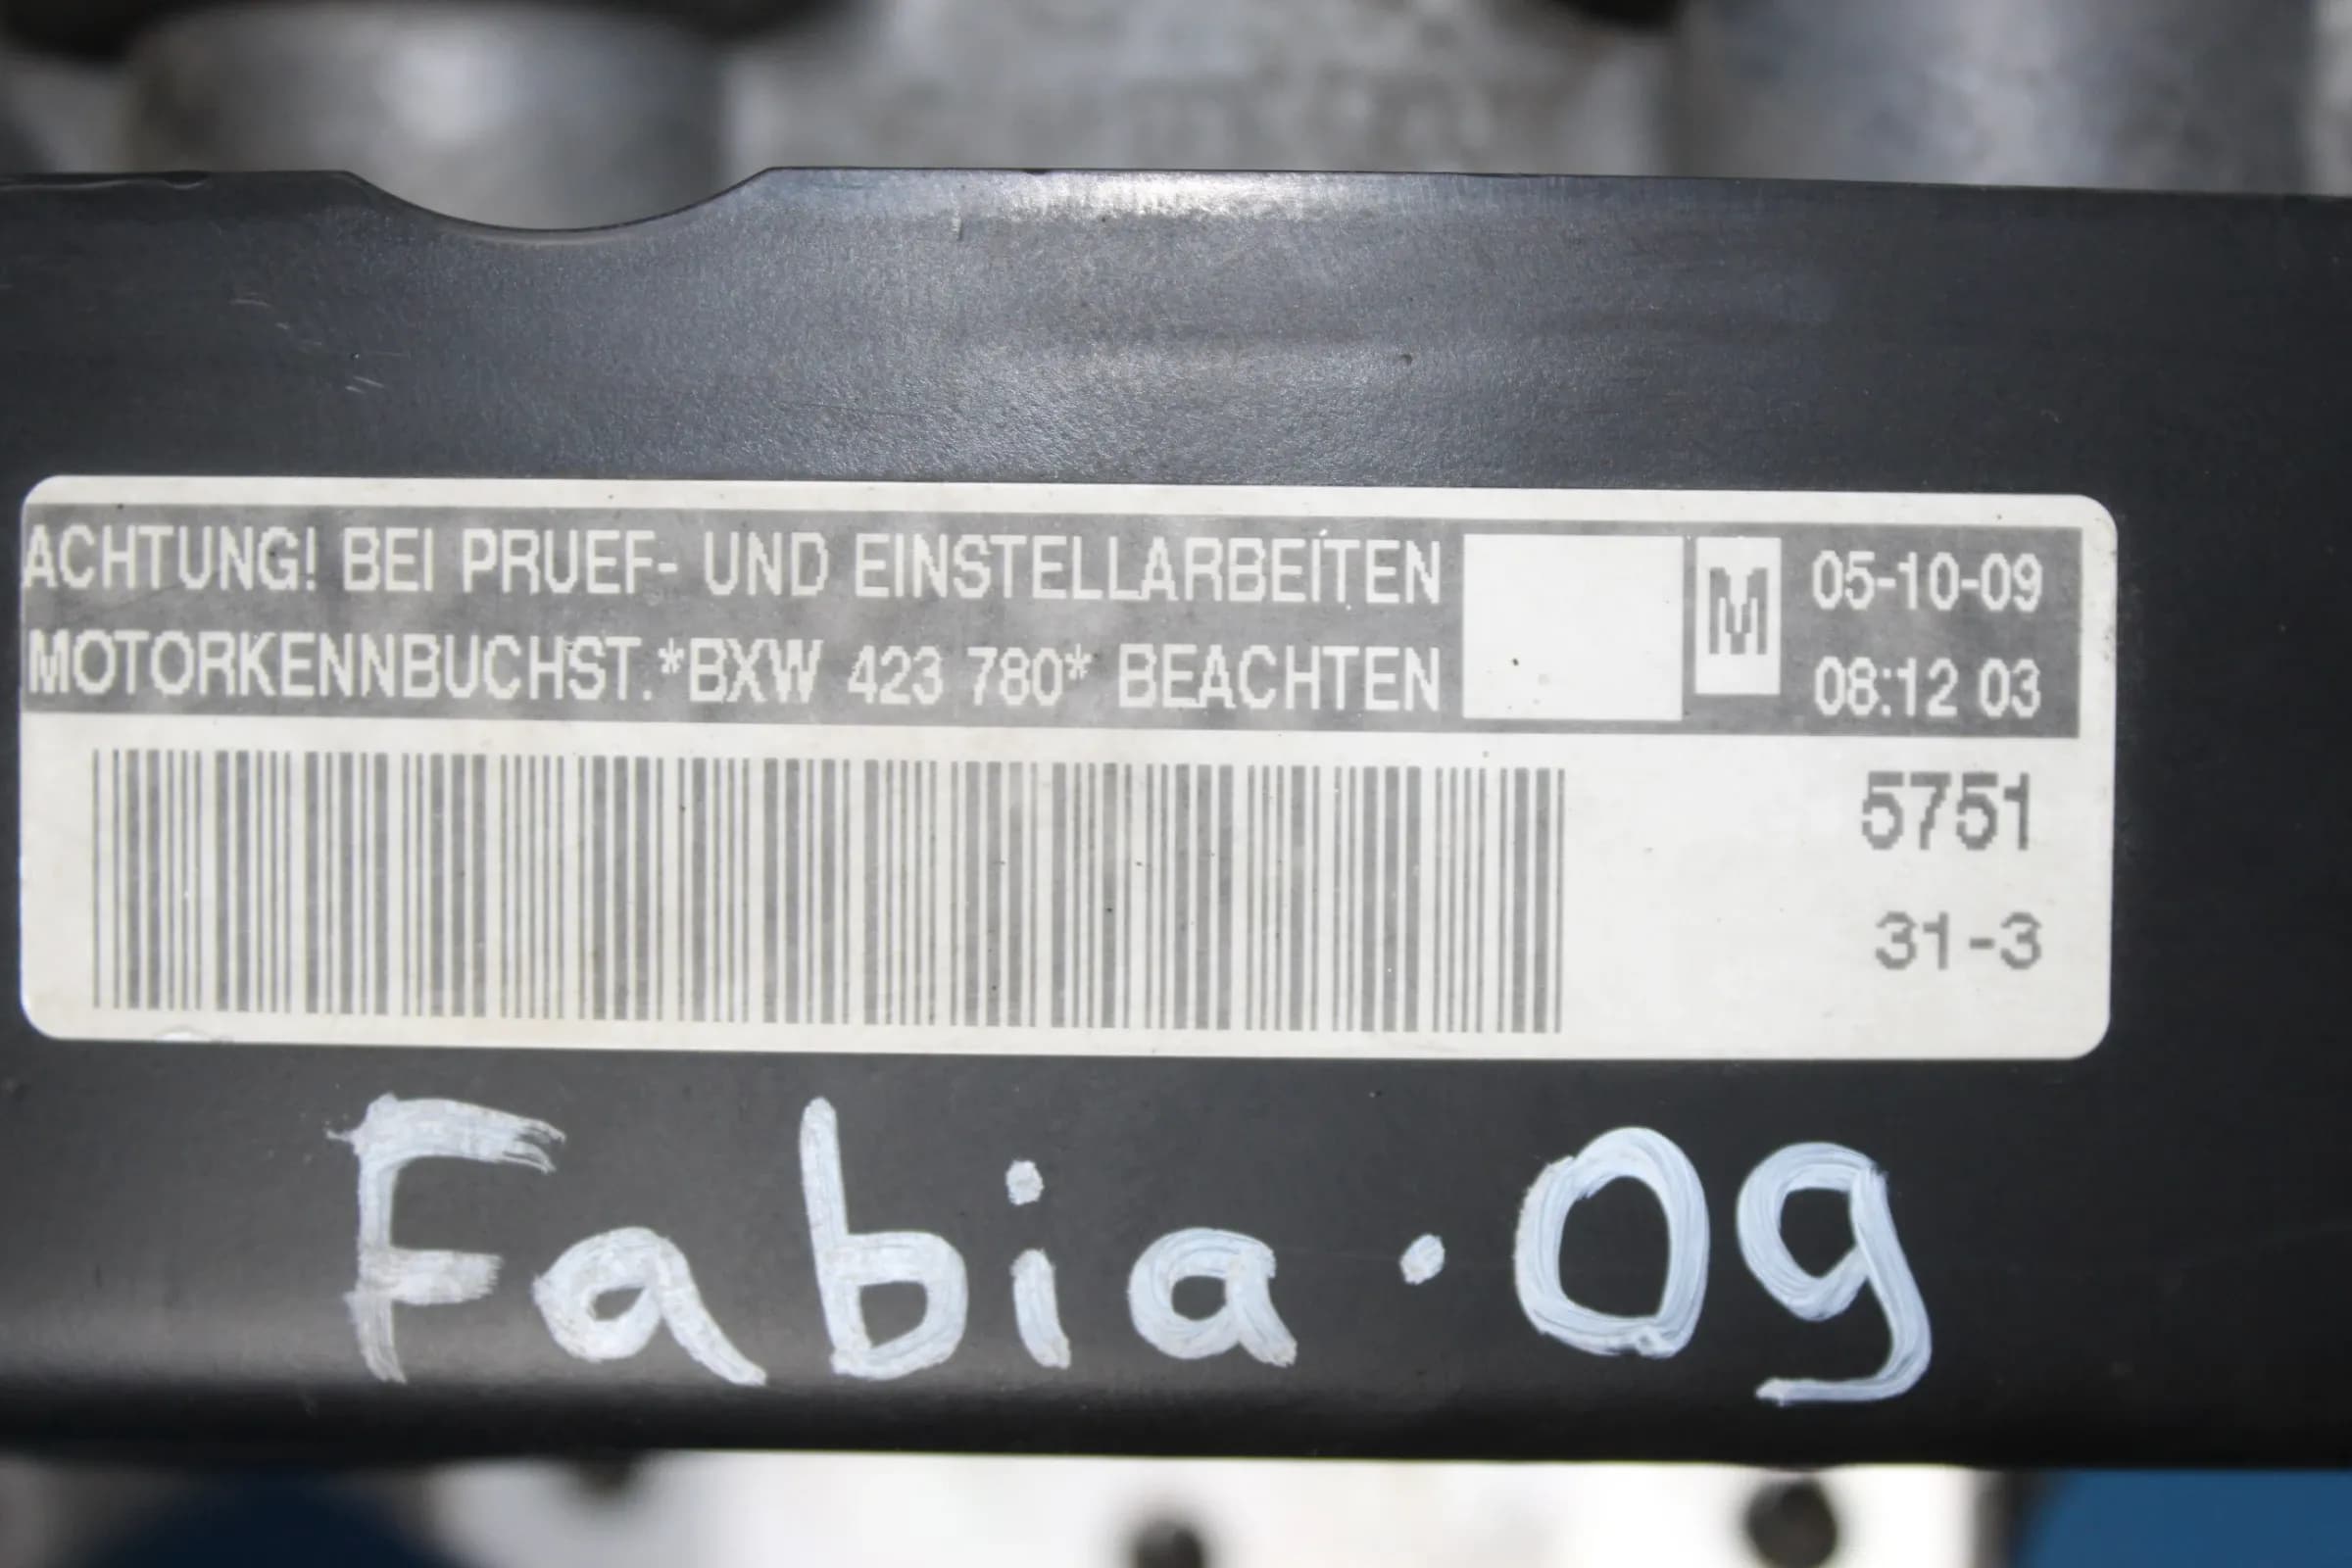 ACHTUNG! BEI PRUEF- UND EINSTELLARBEITEN
MOTORKENNBUCHST.*BXW 423 780* BEACHTEN
M
05-10-09
08:12 03
5751
31-3
Fabia · 09